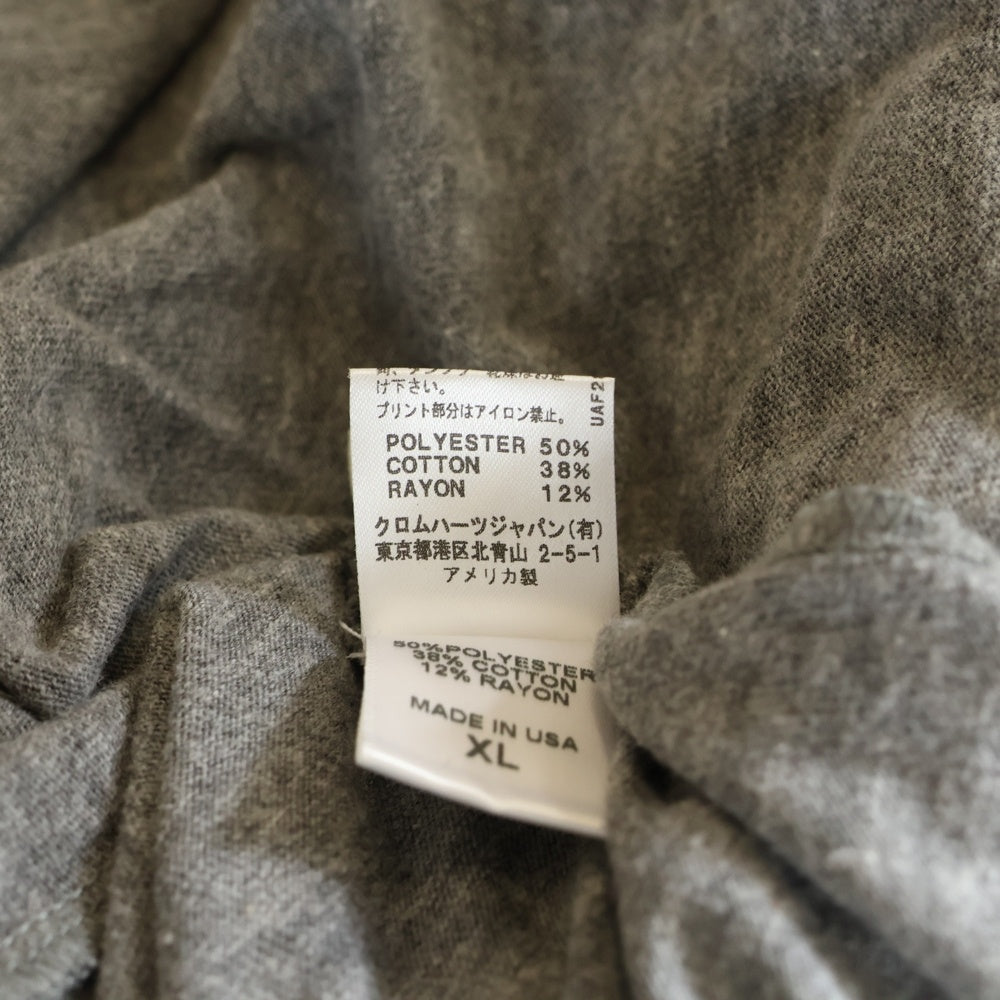 け下さい。
プリント部分はアイロン禁止。
UAF2
POLYESTER 50%
COTTON 38%
RAYON 12%
クロムハーツジャパン(有)
東京都港区北青山 2-5-1
アメリカ製
50%POLYESTER
38% COTTON
12% RAYON
MADE IN USA
XL